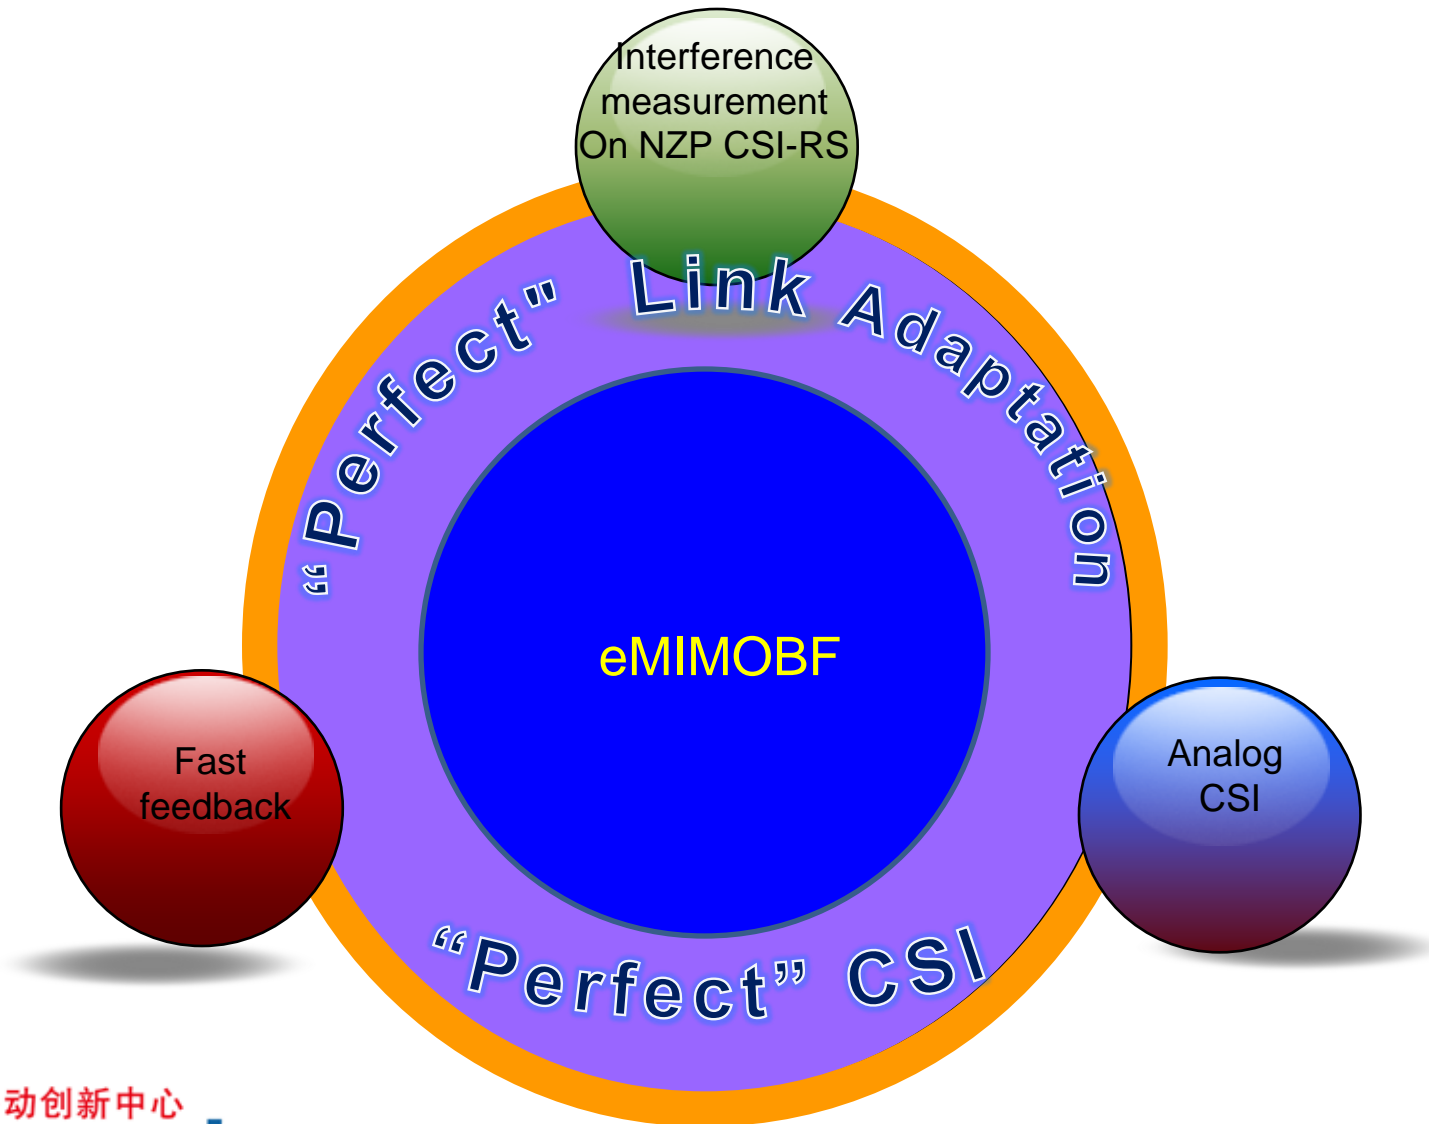 Interference
measurement
On NZP CSI-RS
“Perfect" Link Adaptation
eMIMOBF
Fast
feedback
Analog
CSI
“Perfect” CSI
动创新中心